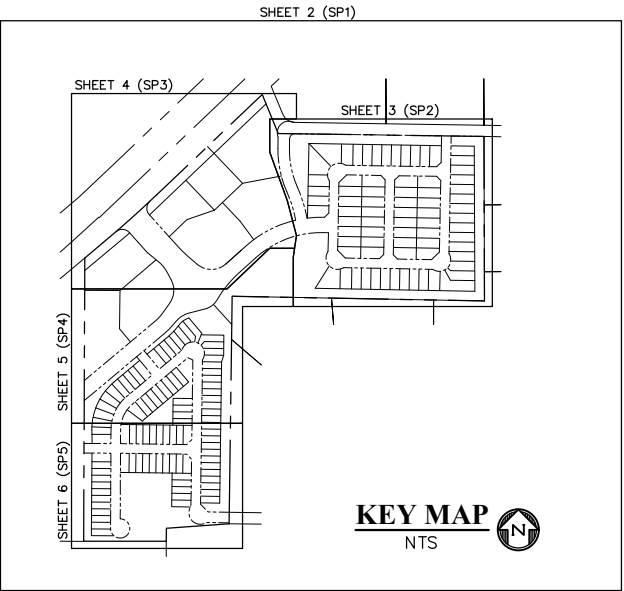 SHEET 2 (SP1)
SHEET 4 (SP3)
SHEET 3 (SP2)
SHEET 5 (SP4)
SHEET 6 (SP5)
KEY MAP
NTS
N